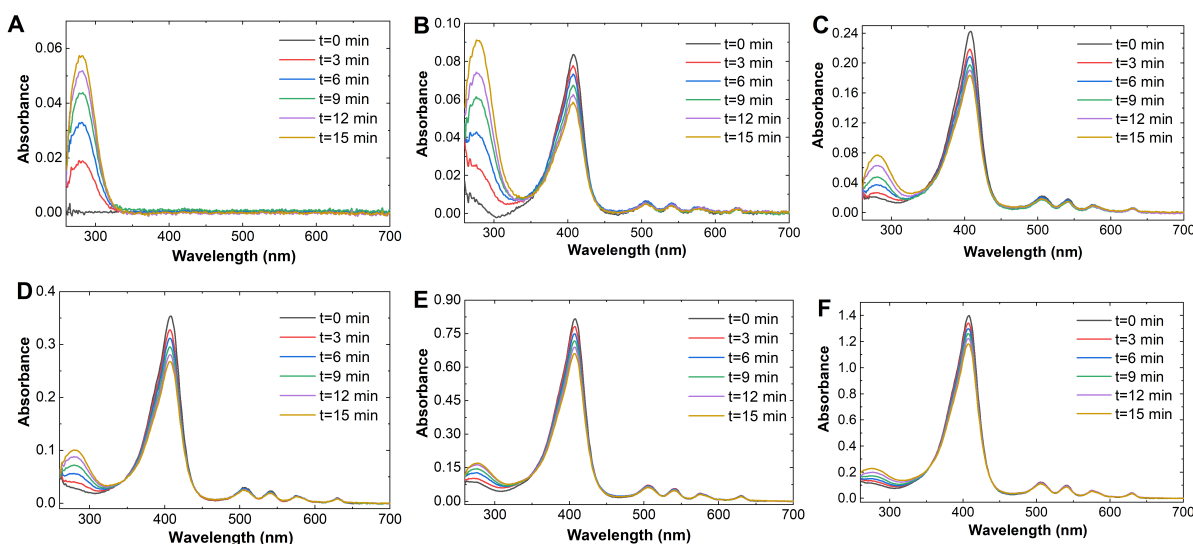 A
Absorbance
0.06
0.04
0.02
0.00
t=0 min
t=3 min
t=6 min
t=9 min
t=12 min
t=15 min
300 400 500 600 700
Wavelength (nm)
B
Absorbance
0.10
0.08
0.06
0.04
0.02
0.00
t=0 min
t=3 min
t=6 min
t=9 min
t=12 min
t=15 min
300 400 500 600 700
Wavelength (nm)
C
Absorbance
0.24
0.20
0.16
0.12
0.08
0.04
0.00
t=0 min
t=3 min
t=6 min
t=9 min
t=12 min
t=15 min
300 400 500 600 700
Wavelength (nm)
D
Absorbance
0.4
0.3
0.2
0.1
0.0
t=0 min
t=3 min
t=6 min
t=9 min
t=12 min
t=15 min
300 400 500 600 700
Wavelength (nm)
E
Absorbance
0.90
0.75
0.60
0.45
0.30
0.15
0.00
t=0 min
t=3 min
t=6 min
t=9 min
t=12 min
t=15 min
300 400 500 600 700
Wavelength (nm)
F
Absorbance
1.4
1.2
1.0
0.8
0.6
0.4
0.2
0.0
t=0 min
t=3 min
t=6 min
t=9 min
t=12 min
t=15 min
300 400 500 600 700
Wavelength (nm)